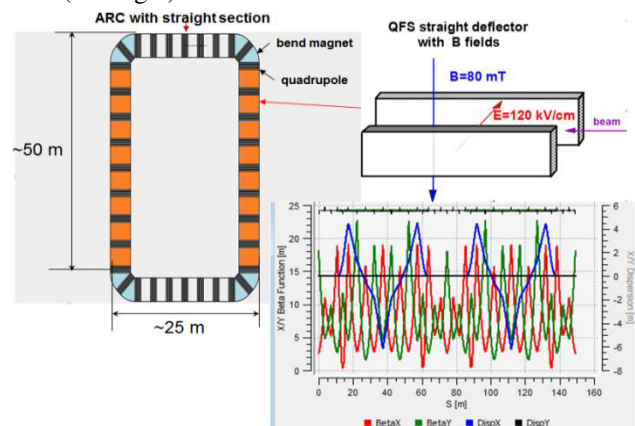 ARC with straight section
bend magnet
quadrupole
~50 m
~25 m
QFS straight deflector
with B fields
B=80 mT
E=120 kV/cm
beam
X/Y Beta Function [m]
25
20
15
10
5
0
6
4
2
0
-2
-4
-6
-8
X/Y Dispersion [m]
0 20 40 60 80 100 120 140 160
S [m]
BetaX BetaY DispX DispY